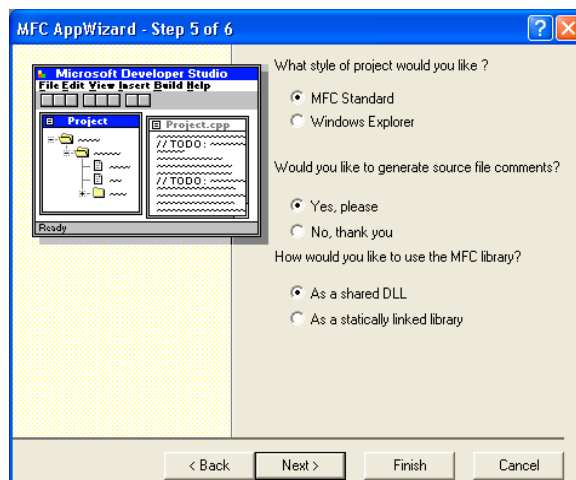 MFC AppWizard - Step 5 of 6
Microsoft Developer Studio
File Edit View Insert Build Help
Project
Project.cpp
//TODO:
//TODO:
Ready
What style of project would you like ?
MFC Standard
Windows Explorer
Would you like to generate source file comments?
Yes, please
No, thank you
How would you like to use the MFC library?
As a shared DLL
As a statically linked library
< Back
Next >
Finish
Cancel